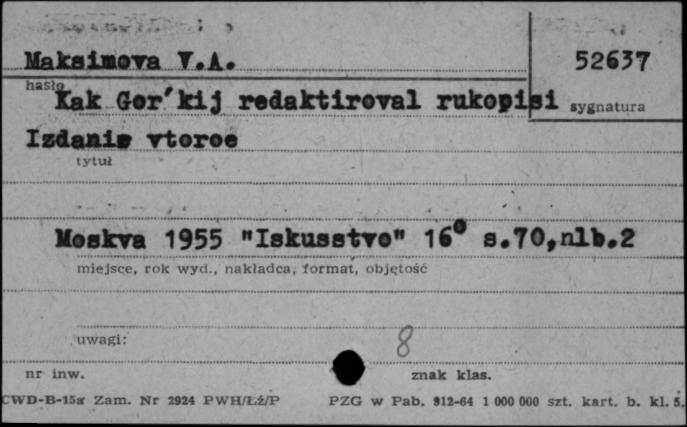 Maksimova V.A.
52637
hasło
Kak Gor'kij redaktiroval rukopisi
sygnatura
Izdanie vtoroe
tytuł
Moskva 1955 "Iskusstvo" 16° s.70,nlb.2
miejsce, rok wyd., nakładca, format, objętość
uwagi:
8
nr inw.
znak klas.
CWD-B-15a Zam. Nr 2924 PWH/Łź/P PZG w Pab. 912-64 1 000 000 szt. kart. b. kl. 5.